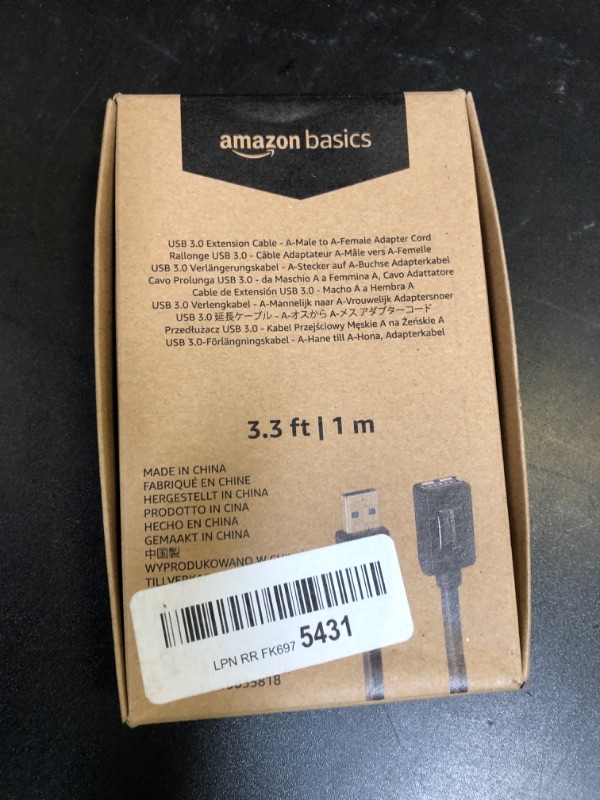 amazon basics
USB 3.0 Extension Cable - A-Male to A-Female Adapter Cord
Rallonge USB 3.0 - Câble Adaptateur A-Mâle vers A-Femelle
USB 3.0 Verlängerungskabel - A-Stecker auf A-Buchse Adapterkabel
Cavo Prolunga USB 3.0 - da Maschio A a Femmina A, Cavo Adattatore
Cable de Extensión USB 3.0 - Macho A a Hembra A
USB 3.0 Verlengkabel - A-Mannelijk naar A-Vrouwelijk Adaptersnoer
USB 3.0 延長ケーブル - A-オスから A-メス アダプターコード
Przedłużacz USB 3.0 - Kabel Przejściowy Męskie A na Żeńskie A
USB 3.0-Förlängningskabel - A-Hane till A-Hona, Adapterkabel
3.3 ft | 1 m
MADE IN CHINA
FABRIQUÉ EN CHINE
HERGESTELLT IN CHINA
PRODOTTO IN CINA
HECHO EN CHINA
GEMAAKT IN CHINA
中国製
WYPRODUKOWANO W
LPN RR FK697 5431